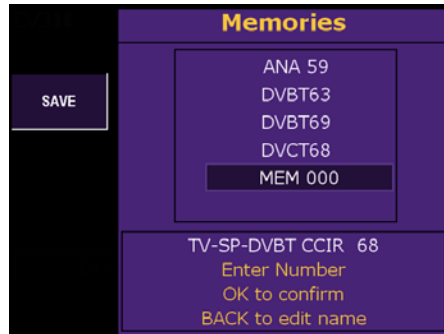 Memories
SAVE
ANA 59
DVBT63
DVBT69
DVCT68
MEM 000
TV-SP-DVBT CCIR 68
Enter Number
OK to confirm
BACK to edit name